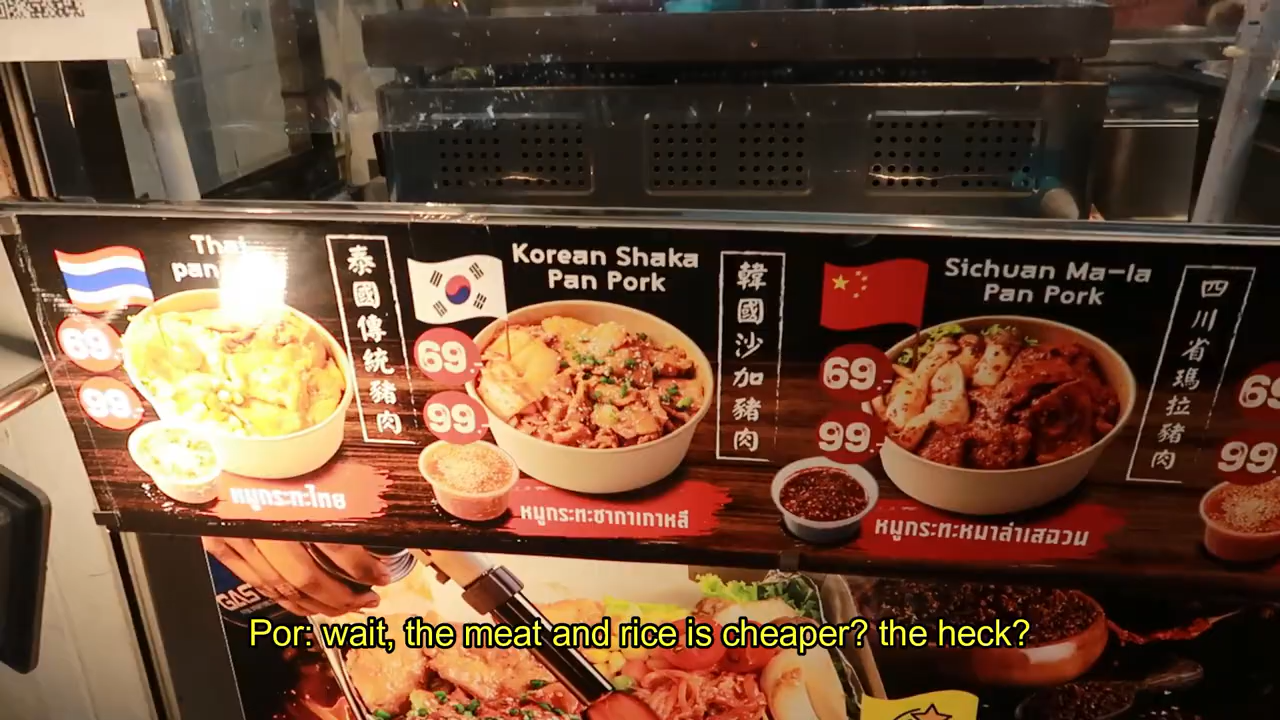 Thai
69.-
99.-
泰國傳統豬肉
หมูกระทะไทย
Korean Shaka
Pan Pork
69.-
99.-
韓國沙加豬肉
หมูกระทะชากาเกาหลี
Sichuan Ma-la
Pan Pork
69.-
99.-
四川省瑪拉豬肉
หมูกระทะหมาล่าเสฉวน
99
GAS
Por: wait, the meat and rice is cheaper? the heck?